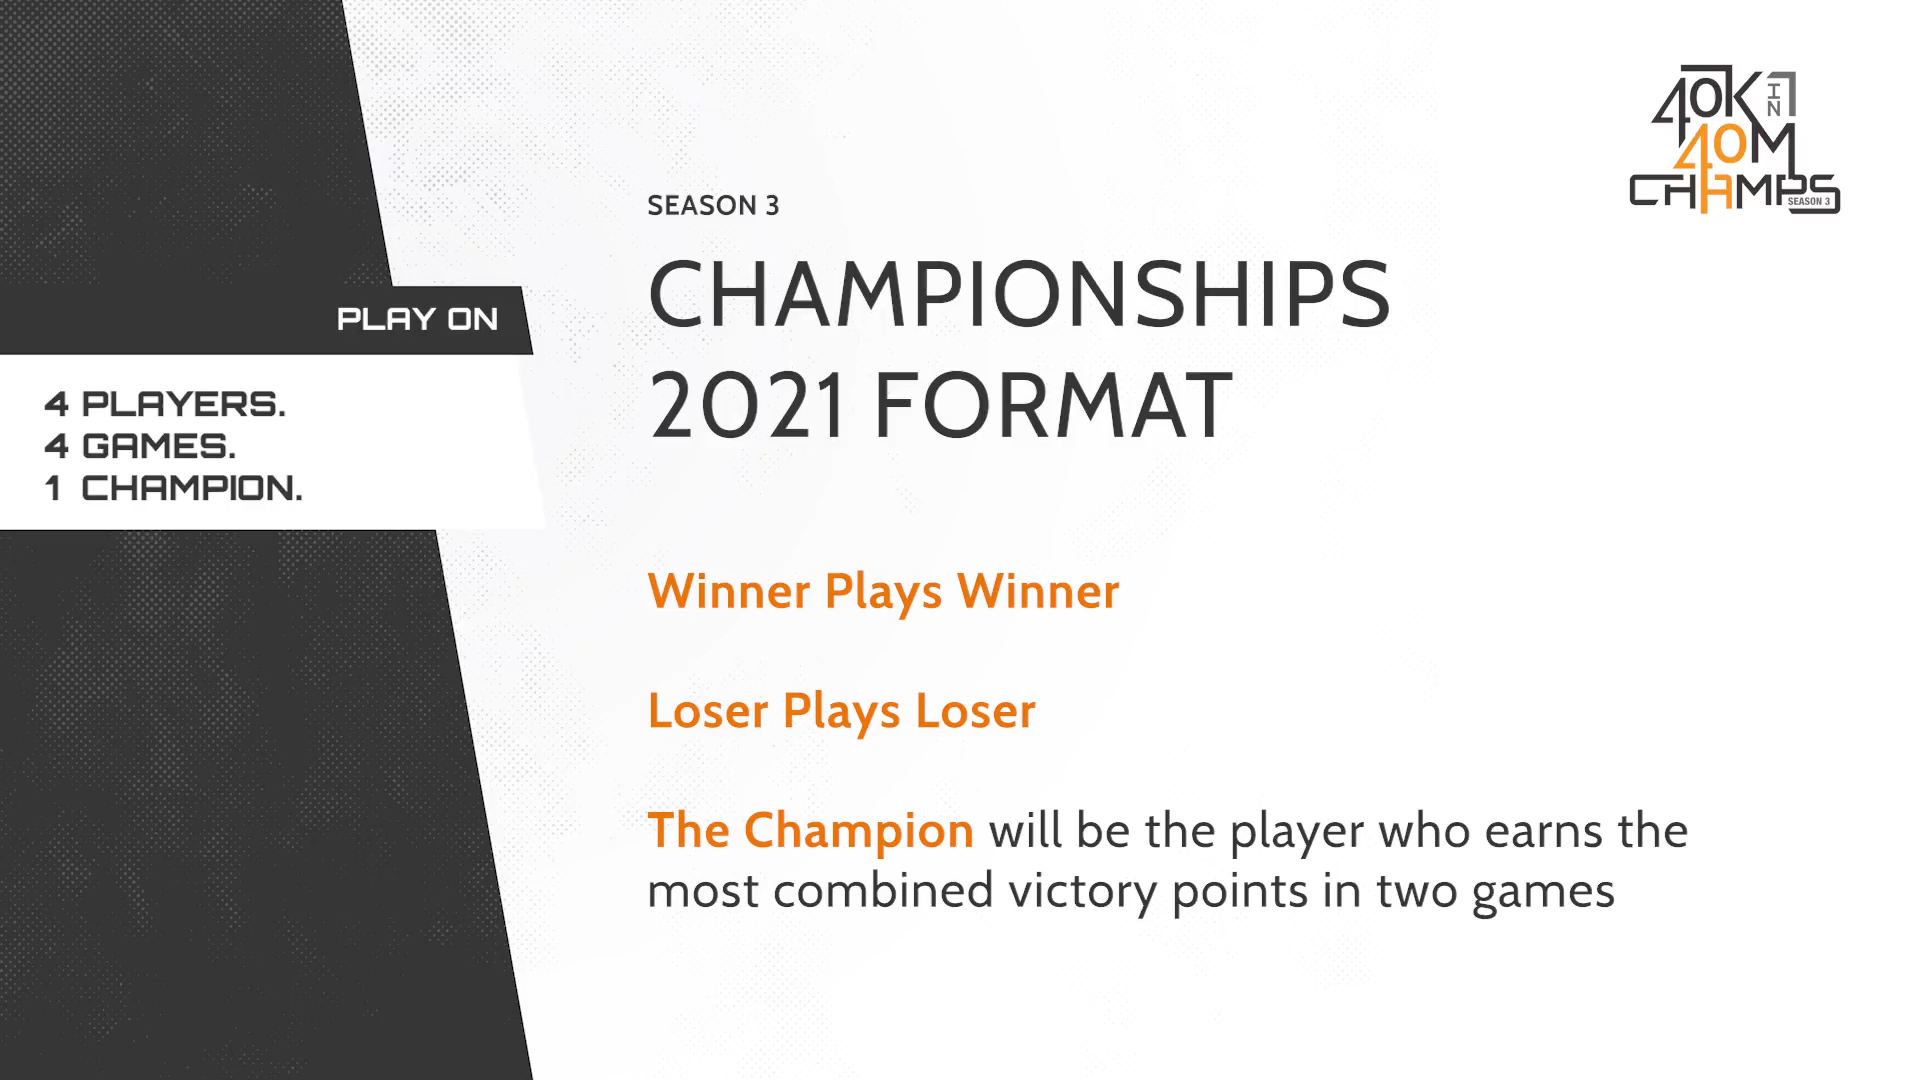 PLAY ON
4 PLAYERS.
4 GAMES.
1 CHAMPION.
SEASON 3
CHAMPIONSHIPS
2021 FORMAT
Winner Plays Winner
Loser Plays Loser
The Champion will be the player who earns the
most combined victory points in two games
40K IN
40M
CHAMPS
SEASON 3